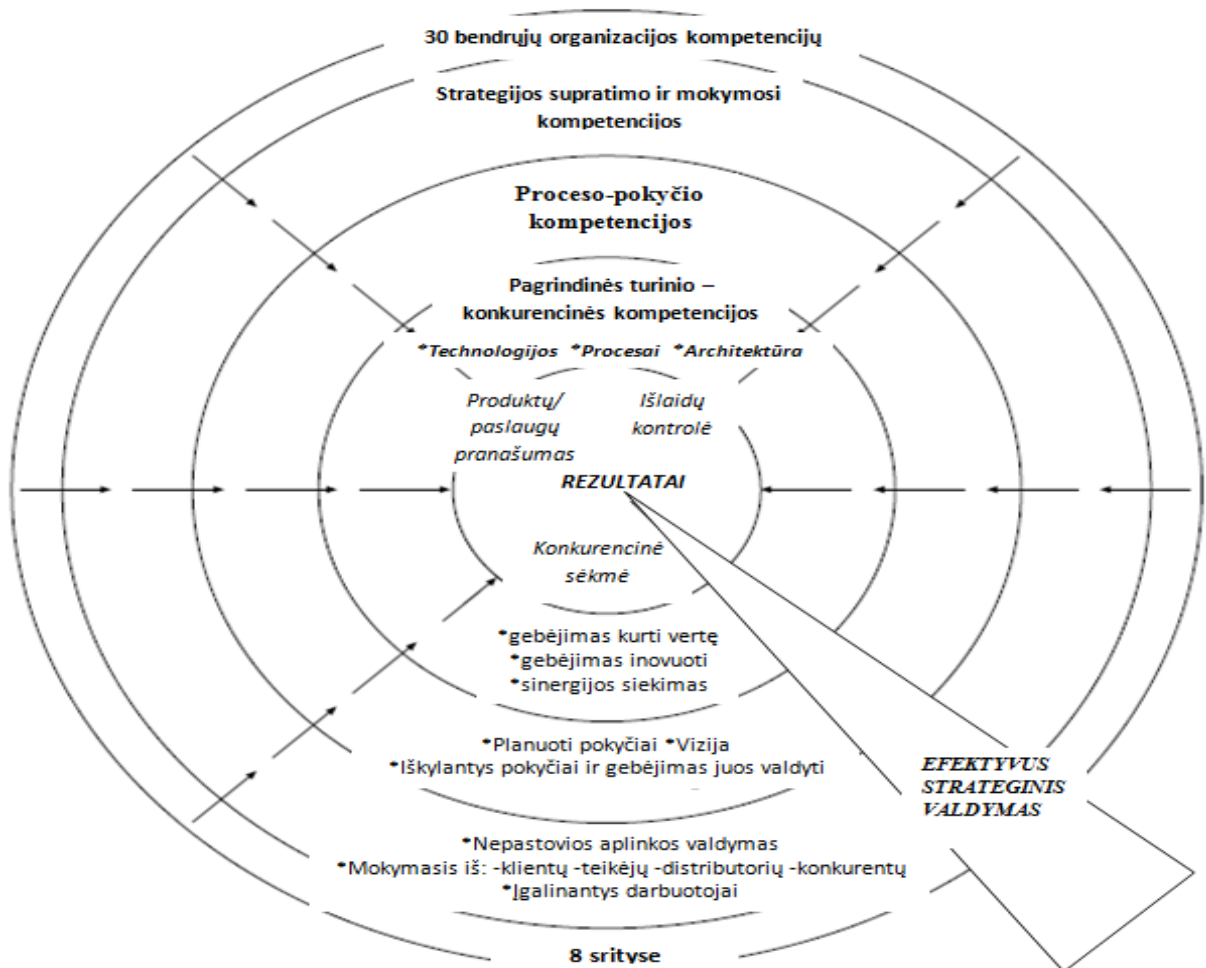 30 bendrųjų organizacijos kompetencijų
Strategijos supratimo ir mokymosi
kompetencijos
Proceso-pokyčio
kompetencijos
Pagrindinės turinio –
konkurencinės kompetencijos
*Technologijos *Procesai *Architektūra
Produktų/
paslaugų
pranašumas
Išlaidų
kontrolė
REZULTATAI
Konkurencinė
sėkmė
*gebėjimas kurti vertę
*gebėjimas inovuoti
*sinergijos siekimas
*Planuoti pokyčiai *Vizija
*Iškylantys pokyčiai ir gebėjimas juos valdyti
EFEKTYVUS
STRATEGINIS
VALDYMAS
*Nepastovios aplinkos valdymas
*Mokymasis iš: -klientų -teikėjų -distributorių -konkurentų
*Įgalinantys darbuotojai
8 srityse